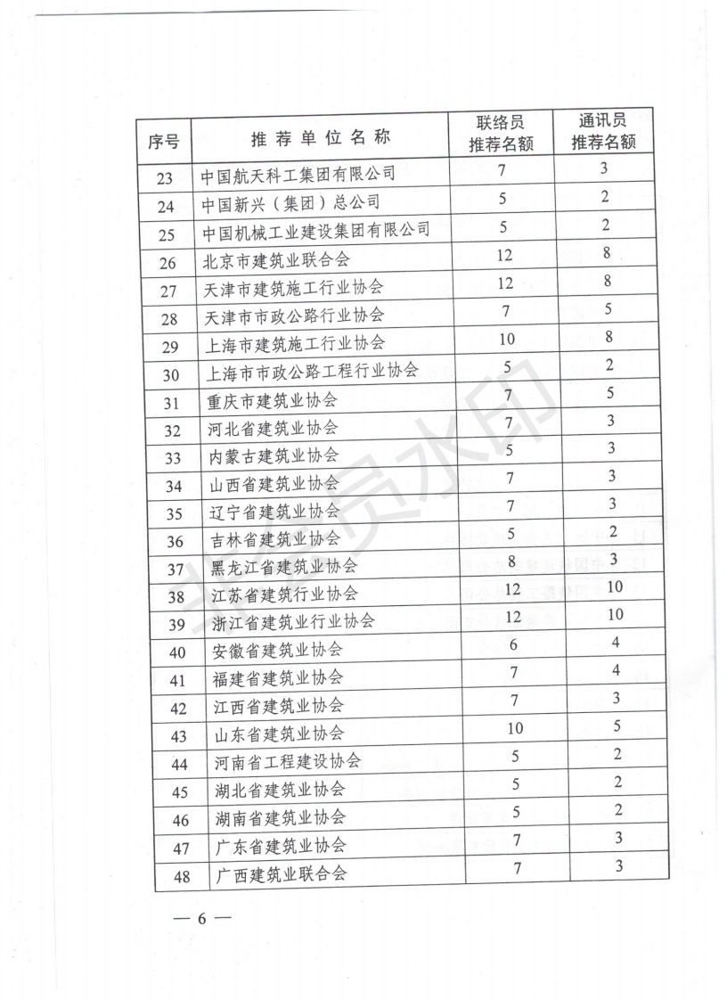 序号 推荐单位名称 联络员推荐名额 通讯员推荐名额
23 中国航天科工集团有限公司 7 3
24 中国新兴（集团）总公司 5 2
25 中国机械工业建设集团有限公司 5 2
26 北京市建筑业联合会 12 8
27 天津市建筑施工行业协会 12 8
28 天津市市政公路行业协会 7 5
29 上海市建筑施工行业协会 10 8
30 上海市市政公路工程行业协会 5 2
31 重庆市建筑业协会 7 5
32 河北省建筑业协会 7 3
33 内蒙古建筑业协会 5 3
34 山西省建筑业协会 7 3
35 辽宁省建筑业协会 7 3
36 吉林省建筑业协会 5 2
37 黑龙江省建筑业协会 8 3
38 江苏省建筑行业协会 12 10
39 浙江省建筑业行业协会 12 10
40 安徽省建筑业协会 6 4
41 福建省建筑业协会 7 4
42 江西省建筑业协会 7 3
43 山东省建筑业协会 10 5
44 河南省工程建设协会 5 2
45 湖北省建筑业协会 5 2
46 湖南省建筑业协会 5 2
47 广东省建筑业协会 7 3
48 广西建筑业联合会 7 3
— 6 —
非会员水印